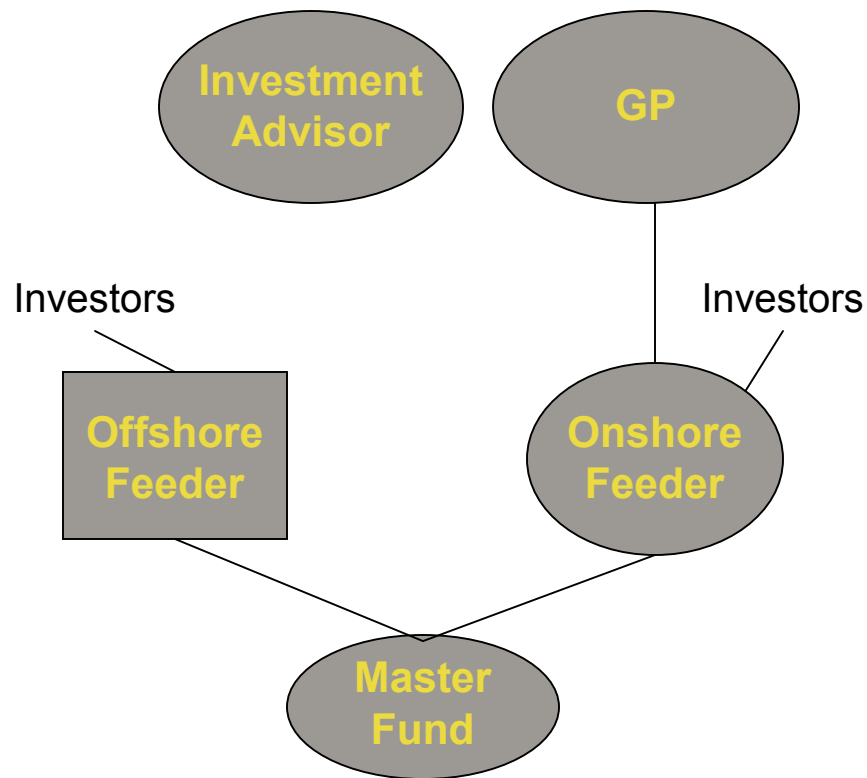 Investment
Advisor
GP
Investors
Investors
Offshore
Feeder
Onshore
Feeder
Master
Fund